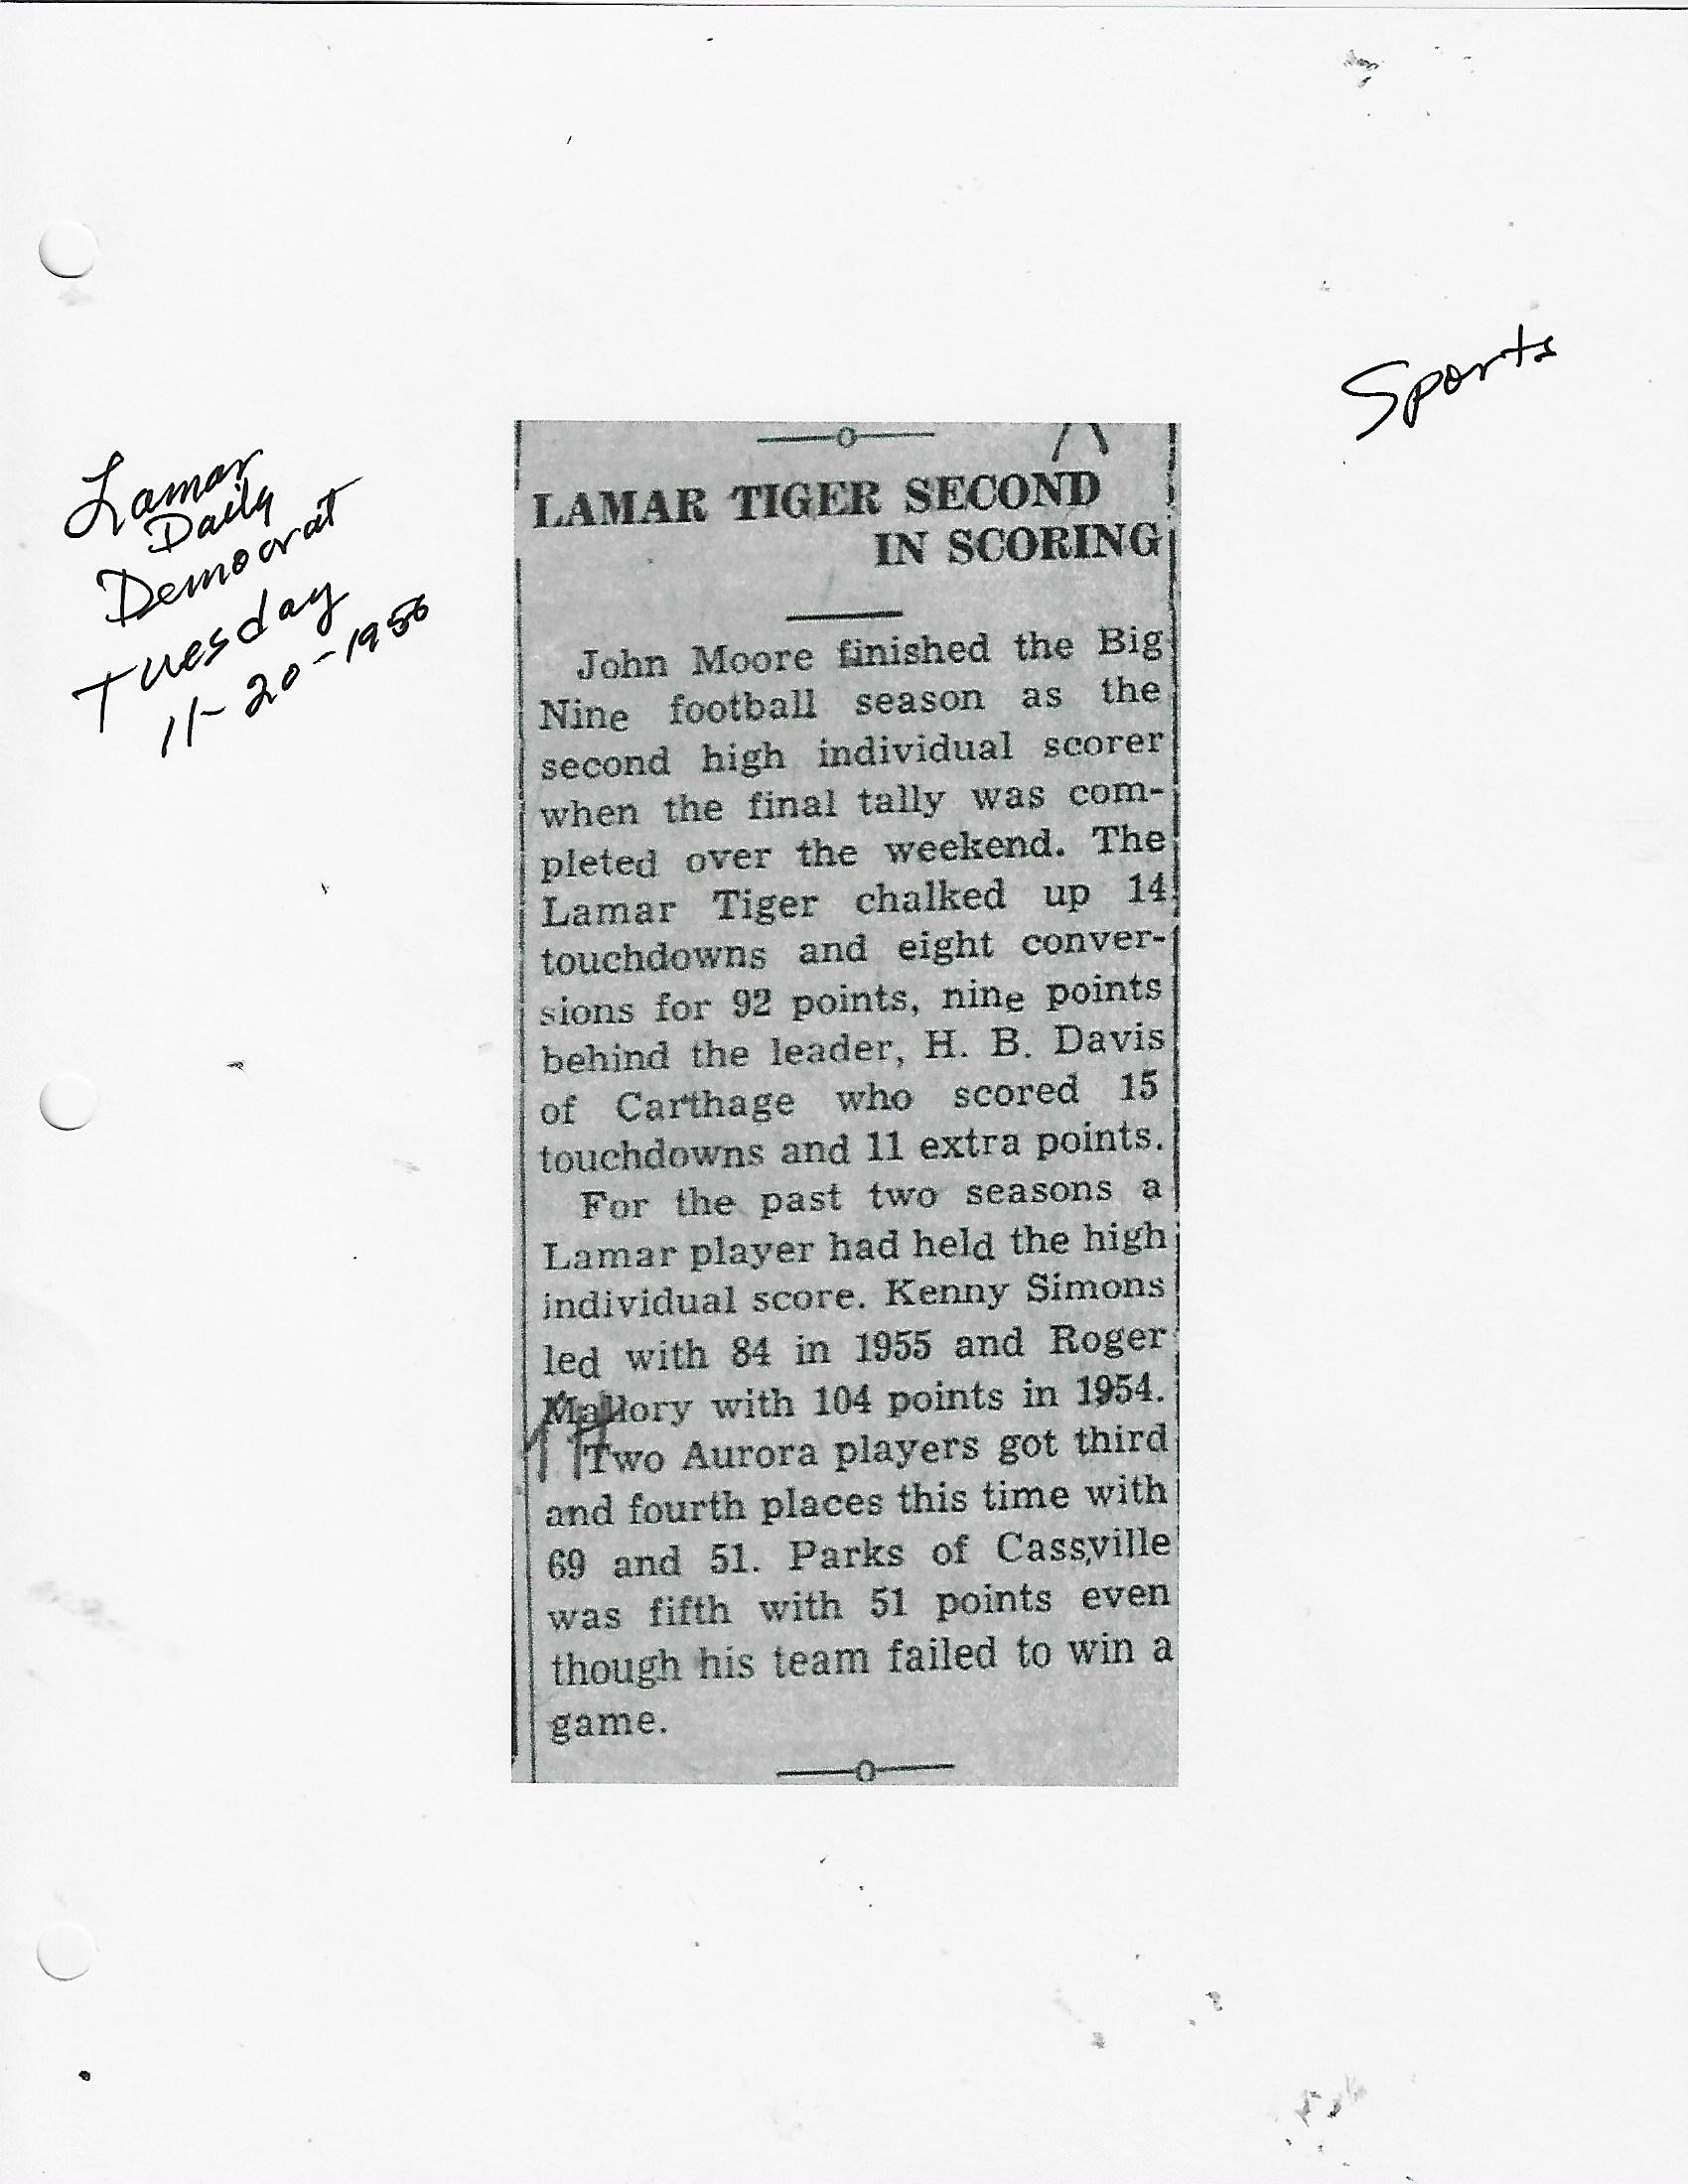 Sports
Lamar
Daily
Democrat
Tuesday
11-20-1956
LAMAR TIGER SECOND
IN SCORING
John Moore finished the Big
Nine football season as the
second high individual scorer
when the final tally was com-
pleted over the weekend. The
Lamar Tiger chalked up 14
touchdowns and eight conver-
sions for 92 points, nine points
behind the leader, H. B. Davis
of Carthage who scored 15
touchdowns and 11 extra points.
For the past two seasons a
Lamar player had held the high
individual score. Kenny Simons
led with 84 in 1955 and Roger
Mallory with 104 points in 1954.
Two Aurora players got third
and fourth places this time with
69 and 51. Parks of Cassville
was fifth with 51 points even
though his team failed to win a
game.